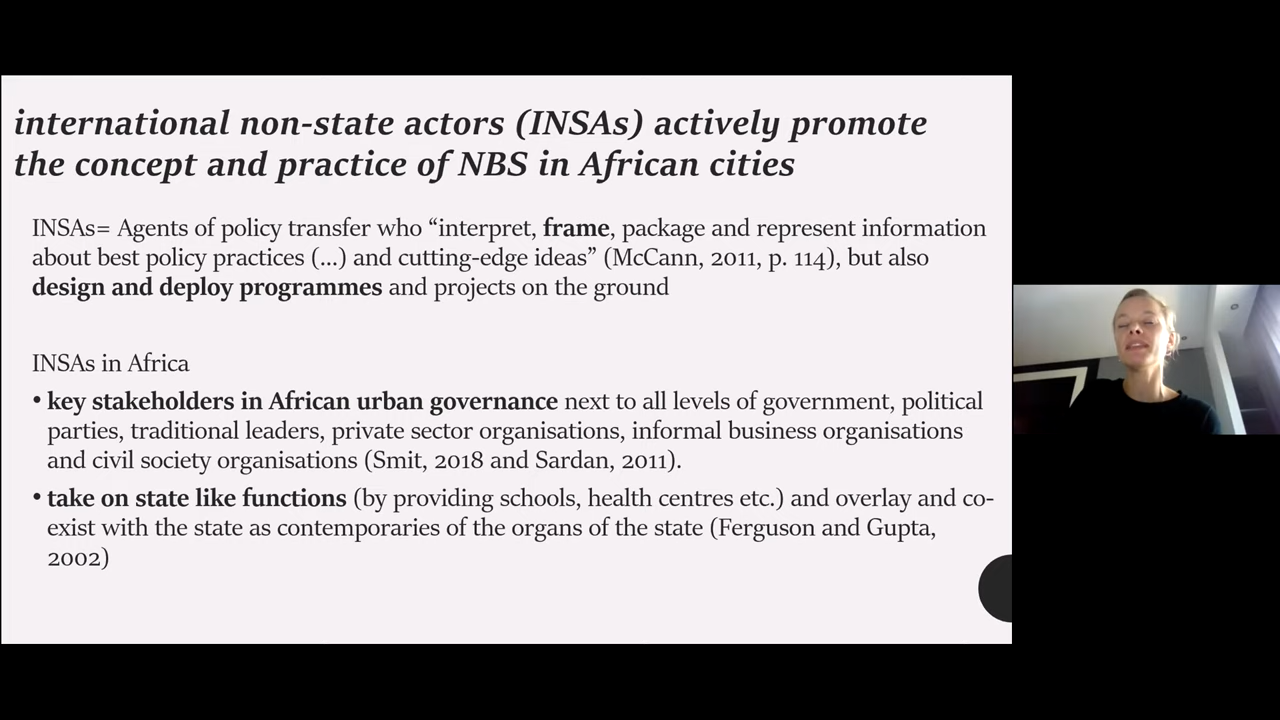 international non-state actors (INSAs) actively promote
the concept and practice of NBS in African cities
INSAs= Agents of policy transfer who “interpret, frame, package and represent information
about best policy practices (...) and cutting-edge ideas” (McCann, 2011, p. 114), but also
design and deploy programmes and projects on the ground
INSAs in Africa
• key stakeholders in African urban governance next to all levels of government, political
parties, traditional leaders, private sector organisations, informal business organisations
and civil society organisations (Smit, 2018 and Sardan, 2011).
• take on state like functions (by providing schools, health centres etc.) and overlay and co-
exist with the state as contemporaries of the organs of the state (Ferguson and Gupta,
2002)